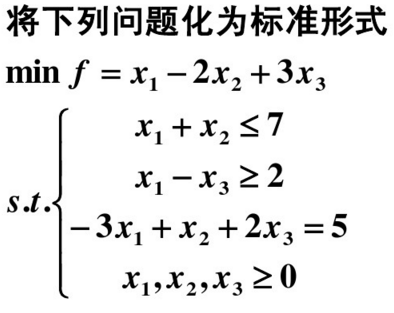 将下列问题化为标准形式
min f = x₁ − 2x₂ + 3x₃
x₁ + x₂ ≤ 7
x₁ − x₃ ≥ 2
s.t.
− 3x₁ + x₂ + 2x₃ = 5
x₁,x₂,x₃ ≥ 0